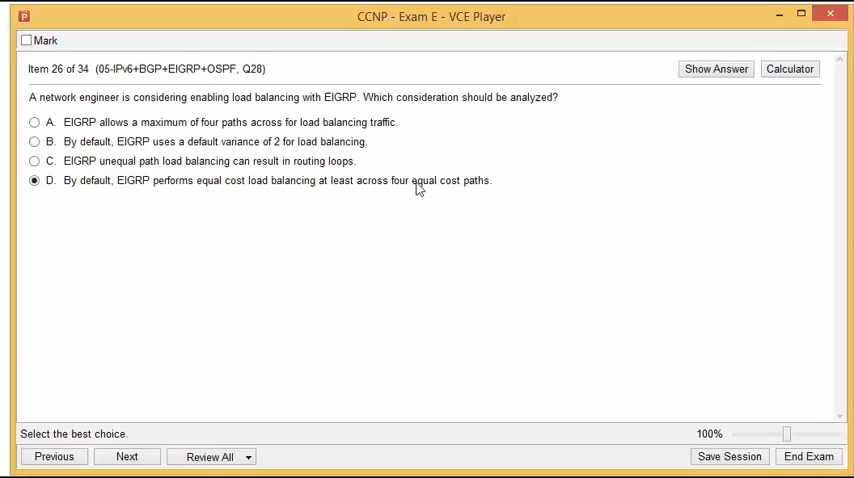 CCNP - Exam E - VCE Player
Mark
Item 26 of 34 (05-IPv6+BGP+EIGRP+OSPF, Q28)
Show Answer
Calculator
A network engineer is considering enabling load balancing with EIGRP. Which consideration should be analyzed?
A. EIGRP allows a maximum of four paths across for load balancing traffic.
B. By default, EIGRP uses a default variance of 2 for load balancing.
C. EIGRP unequal path load balancing can result in routing loops.
D. By default, EIGRP performs equal cost load balancing at least across four equal cost paths.
Select the best choice.
100%
Previous
Next
Review All
Save Session
End Exam